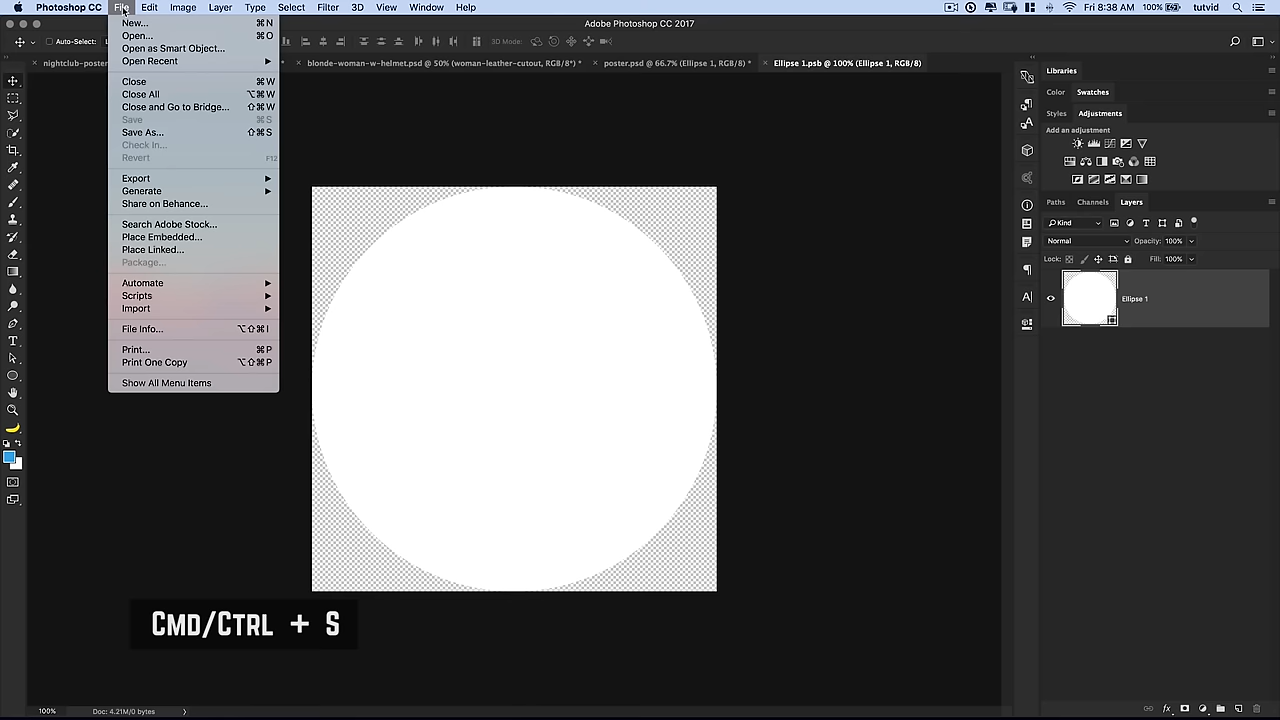 Photoshop CC File Edit Image Layer Type Select Filter 3D View Window Help Fri 8:38 AM 100% tutvid
Adobe Photoshop CC 2017
Auto-Select: 3D Mode:
nightclub-poster × blonde-woman-w-helmet.psd @ 50% (woman-leather-cutout, RGB/8*) * × poster.psd @ 66.7% (RGB/8) * × Ellipse 1.psb @ 100% (Ellipse 1, RGB/8)
New... ⌘N
Open... ⌘O
Open as Smart Object...
Open Recent ▶
Close ⌘W
Close All ⌥⌘W
Close and Go to Bridge... ⇧⌘W
Save ⌘S
Save As... ⇧⌘S
Check In...
Revert F12
Export ▶
Generate ▶
Share on Behance...
Search Adobe Stock...
Place Embedded...
Place Linked...
Package...
Automate ▶
Scripts ▶
Import ▶
File Info... ⌥⇧⌘I
Print... ⌘P
Print One Copy ⌥⇧⌘P
Show All Menu Items
Libraries
Color Swatches
Styles Adjustments
Add an adjustment
Paths Channels Layers
Kind
Normal Opacity: 100%
Lock: Fill: 100%
Ellipse 1
CMD/CTRL + S
100% Doc: 4.21M/0 bytes